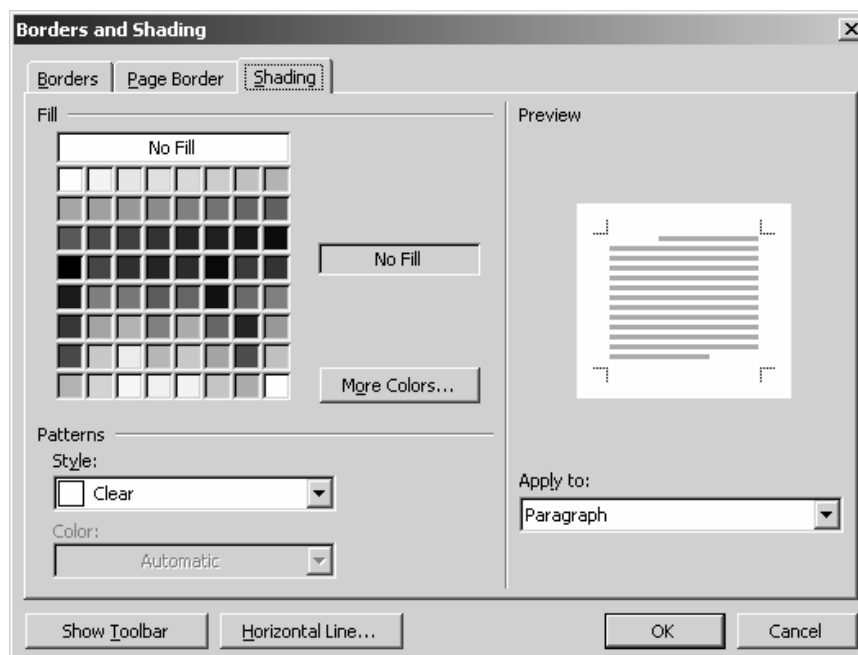 Borders and Shading
Borders Page Border Shading
Fill
No Fill
No Fill
More Colors...
Patterns
Style:
Clear
Color:
Automatic
Preview
Apply to:
Paragraph
Show Toolbar Horizontal Line... OK Cancel